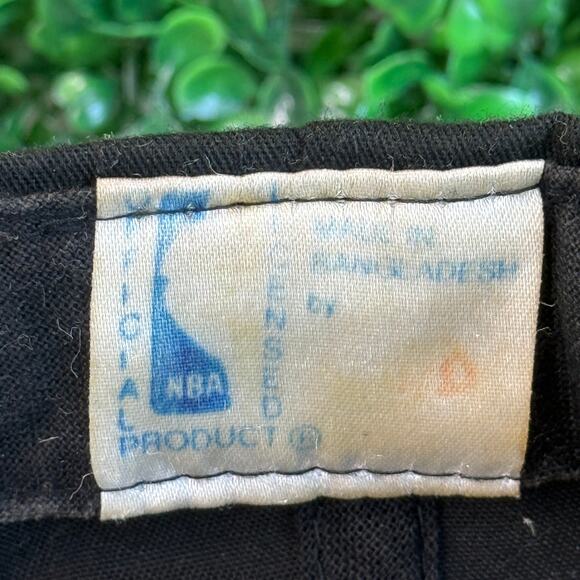 OFFICIAL
LICENSED
NBA
PRODUCT ®
MADE IN
BANGLADESH
by
D